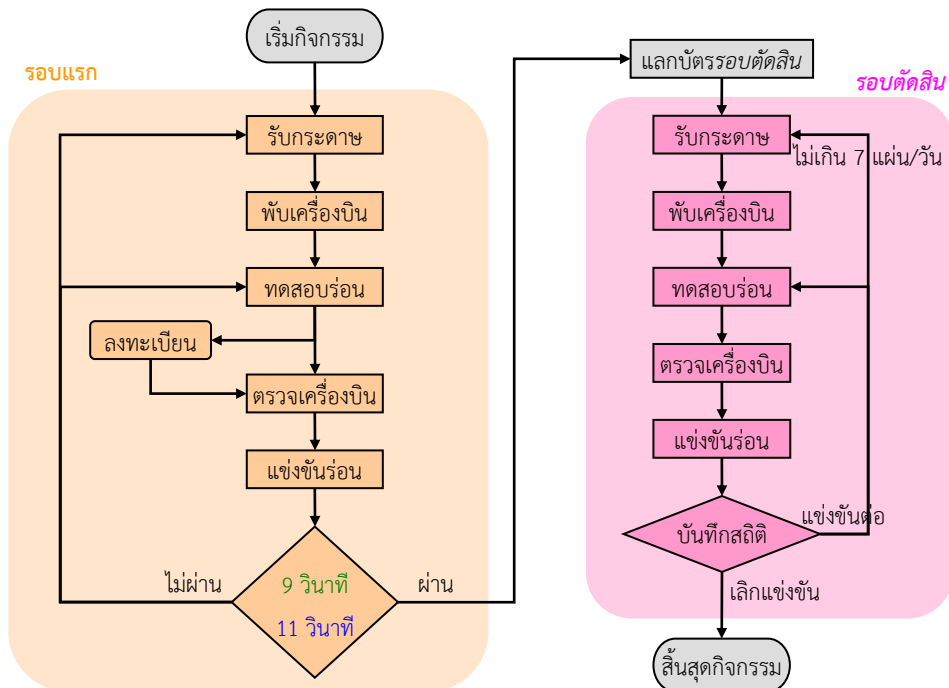 เริ่มกิจกรรม
รอบแรก
รับกระดาษ
พับเครื่องบิน
ทดสอบร่อน
ลงทะเบียน
ตรวจเครื่องบิน
แข่งขันร่อน
ไม่ผ่าน
9 วินาที
11 วินาที
ผ่าน
แลกบัตรรอบตัดสิน
รอบตัดสิน
รับกระดาษ
ไม่เกิน 7 แผ่น/วัน
พับเครื่องบิน
ทดสอบร่อน
ตรวจเครื่องบิน
แข่งขันร่อน
บันทึกสถิติ
แข่งขันต่อ
เลิกแข่งขัน
สิ้นสุดกิจกรรม